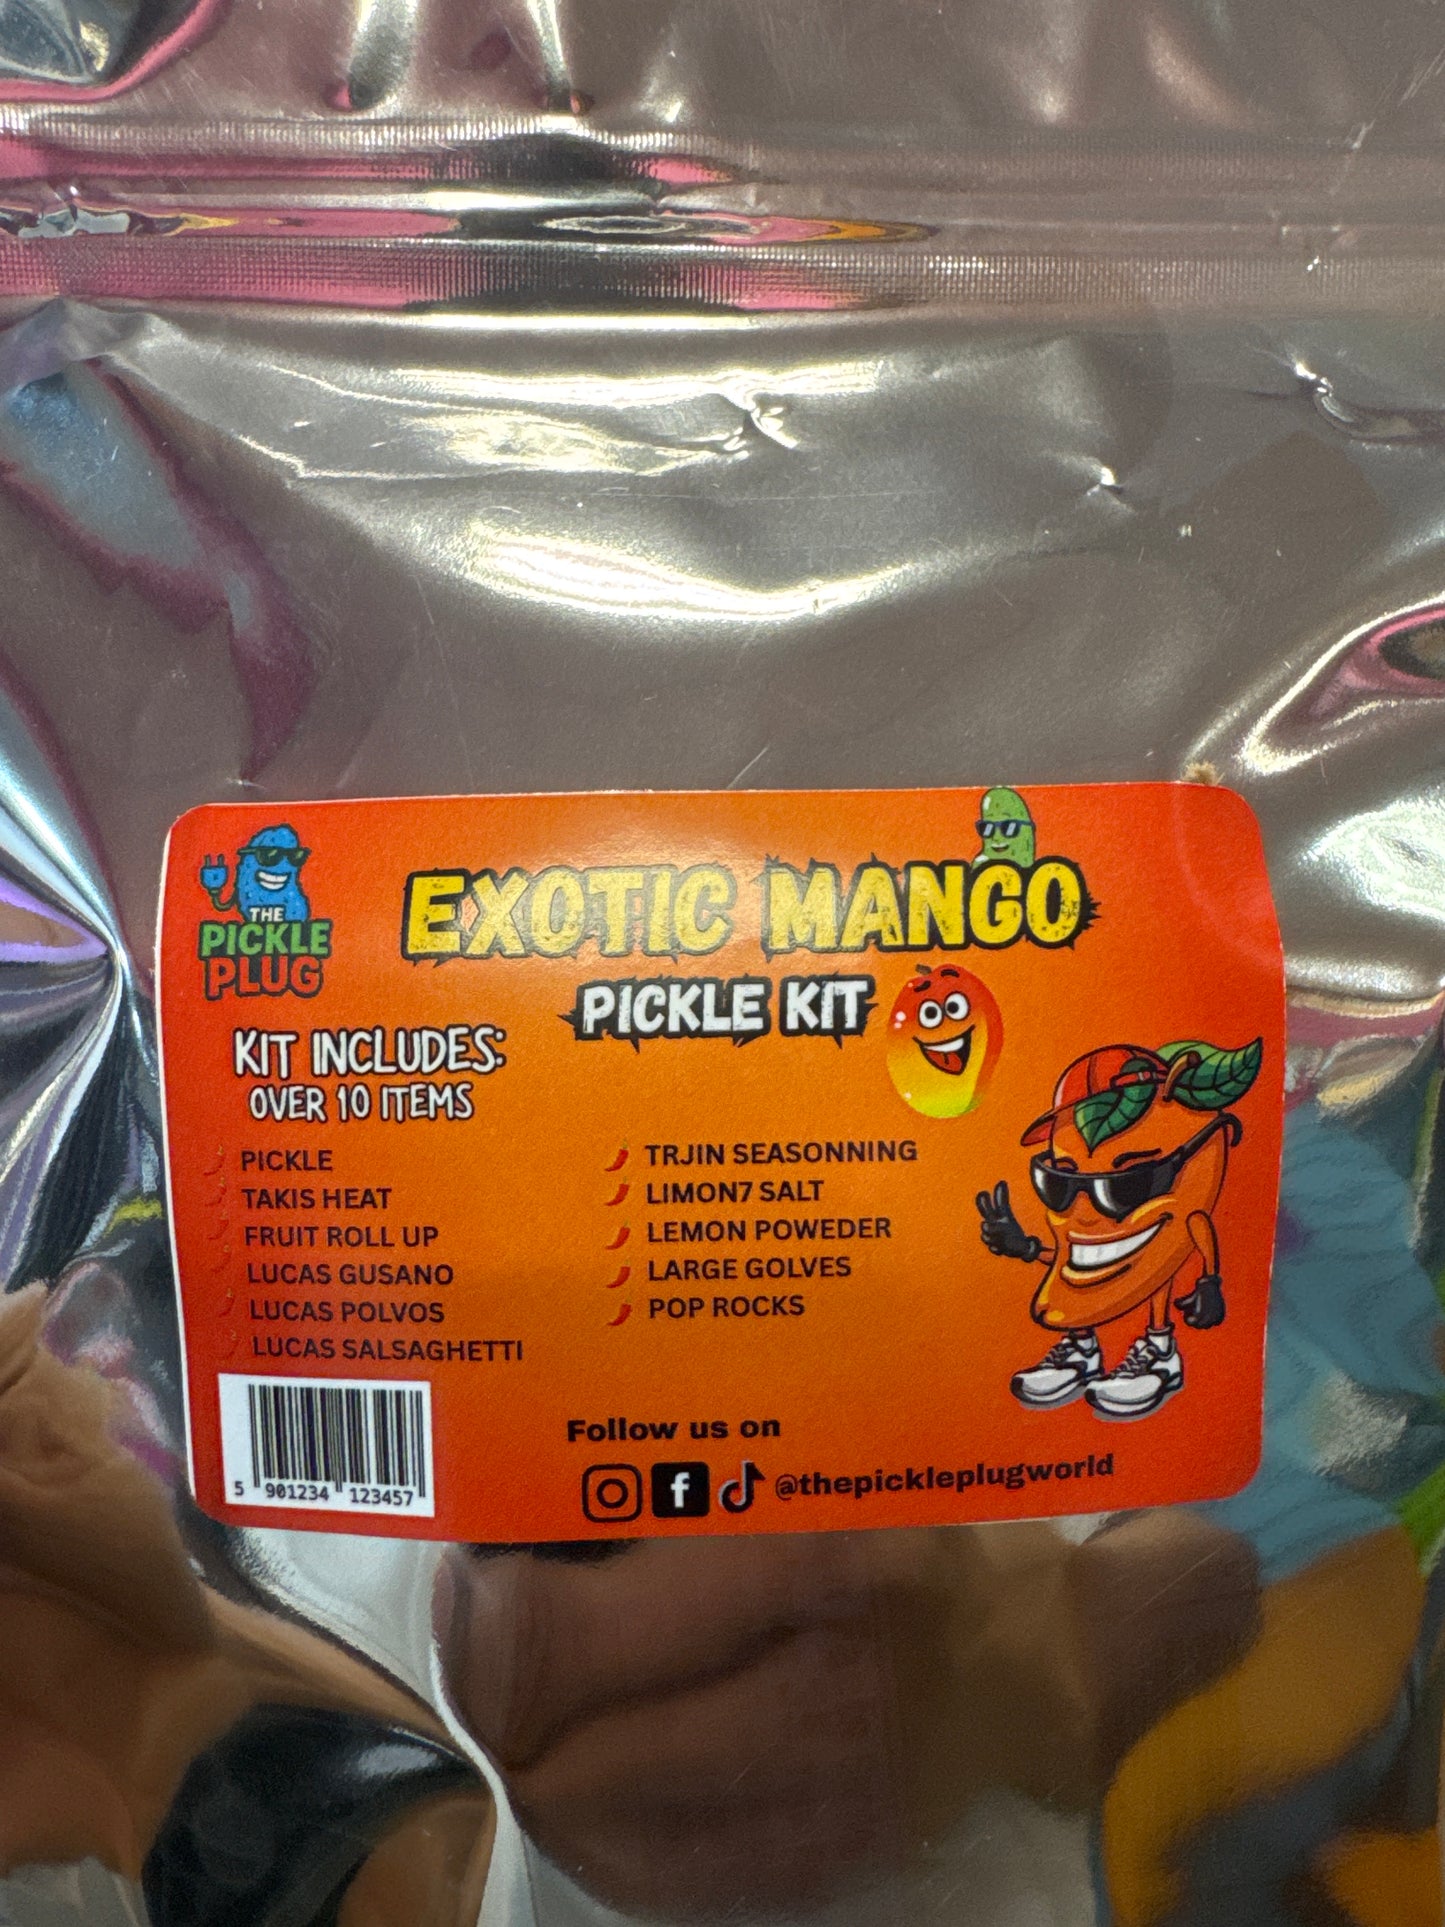 THE
PICKLE
PLUG
EXOTIC MANGO
PICKLE KIT
KIT INCLUDES:
OVER 10 ITEMS
PICKLE
TAKIS HEAT
FRUIT ROLL UP
LUCAS GUSANO
LUCAS POLVOS
LUCAS SALSAGHETTI
TRJIN SEASONNING
LIMON7 SALT
LEMON POWEDER
LARGE GOLVES
POP ROCKS
5 901234 123457
Follow us on
@thepickleplugworld